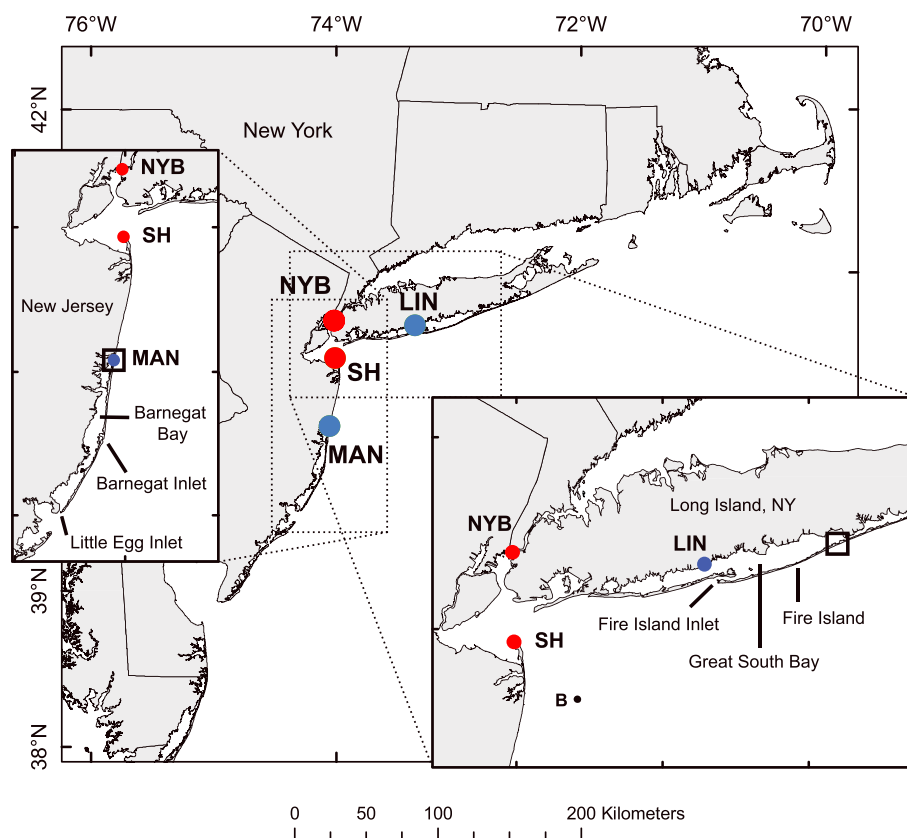 76°W 74°W 72°W 70°W
42°N
39°N
38°N
New York
NYB
LIN
SH
MAN
NYB
SH
New Jersey
MAN
Barnegat
Bay
Barnegat Inlet
Little Egg Inlet
Long Island, NY
NYB
LIN
Fire Island Inlet
Fire Island
Great South Bay
SH
B
0 50 100 200 Kilometers